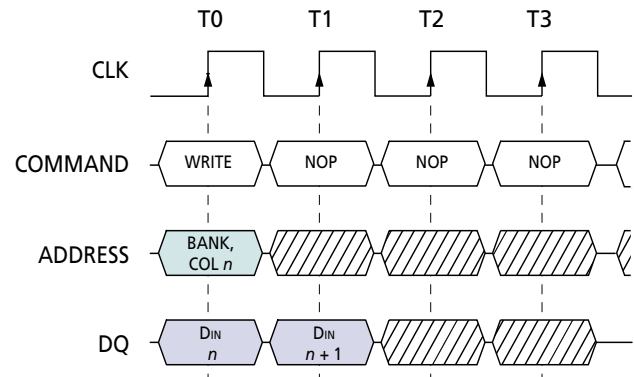 T0 T1 T2 T3
CLK
COMMAND WRITE NOP NOP NOP
ADDRESS BANK,
COL n
DQ DIN DIN
n n + 1